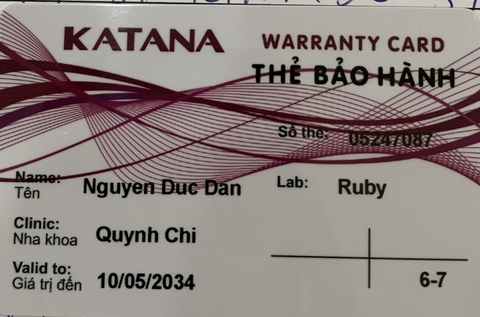 KATANA WARRANTY CARD
THẺ BẢO HÀNH
Số thẻ: 05247087
Name:
Tên Nguyen Duc Dan Lab: Ruby
Clinic:
Nha khoa Quynh Chi
Valid to:
Giá trị đến 10/05/2034
6-7